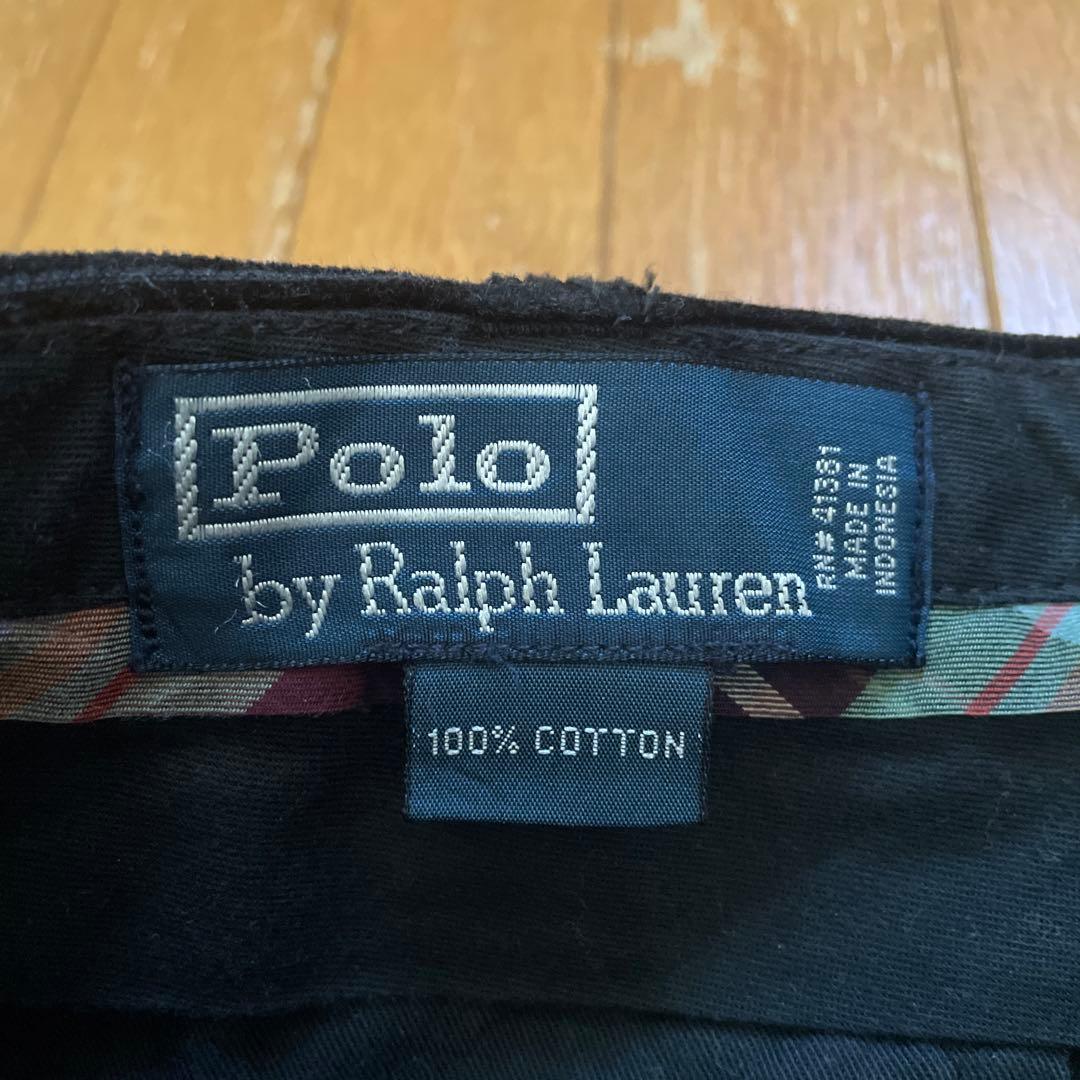 Polo
by Ralph Lauren
RN# 41381
MADE IN
INDONESIA
100% COTTON